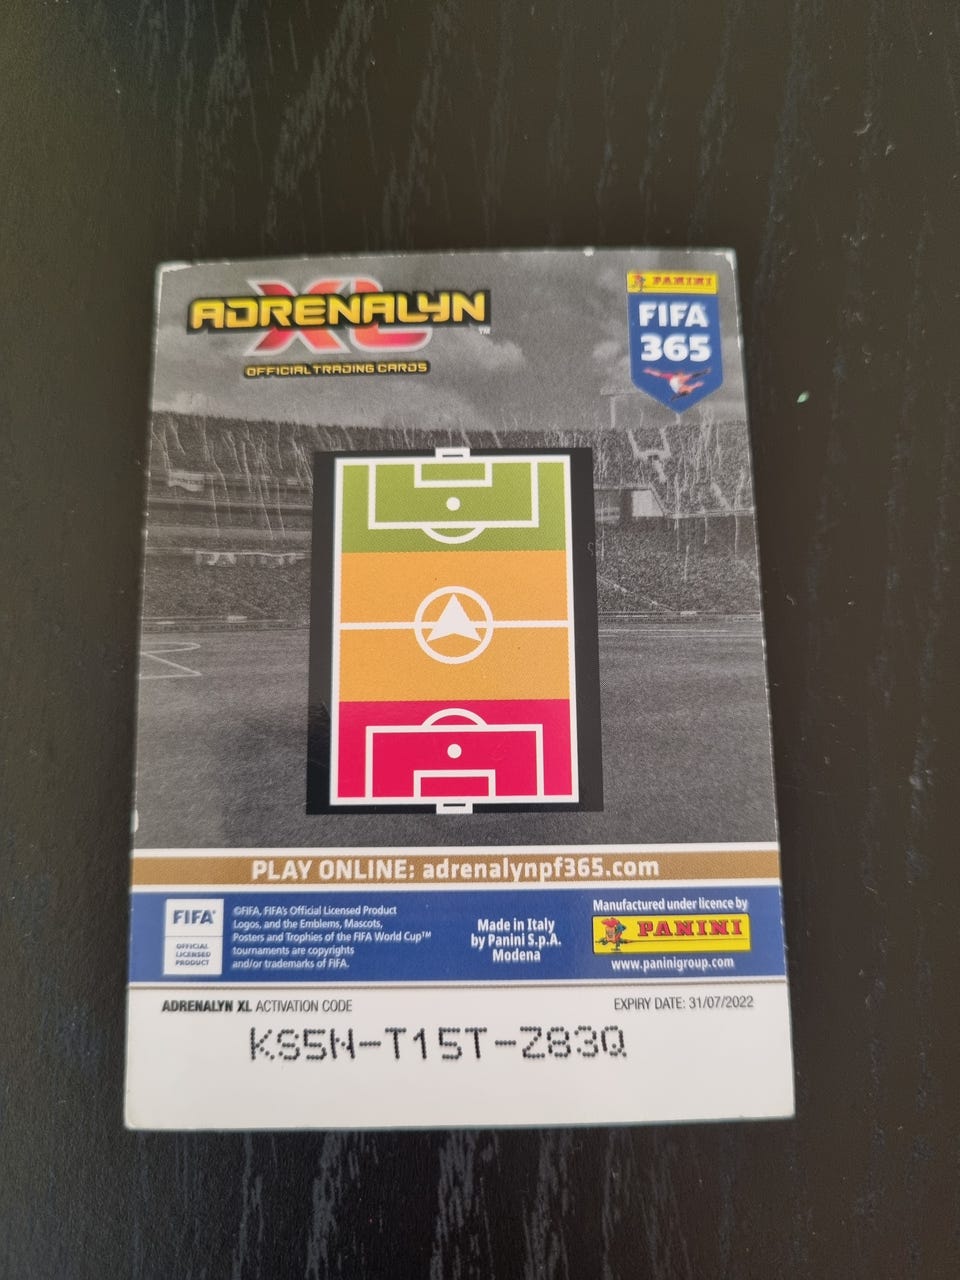 ADRENALYN XL™
OFFICIAL TRADING CARDS
PANINI
FIFA
365
PLAY ONLINE: adrenalynpf365.com
FIFA®
OFFICIAL
LICENSED
PRODUCT
©FIFA, FIFA's Official Licensed Product
Logos, and the Emblems, Mascots,
Posters and Trophies of the FIFA World Cup™
tournaments are copyrights
and/or trademarks of FIFA.
Made in Italy
by Panini S.p.A.
Modena
Manufactured under licence by
PANINI
www.paninigroup.com
ADRENALYN XL ACTIVATION CODE
EXPIRY DATE: 31/07/2022
KS5N-T15T-Z83Q